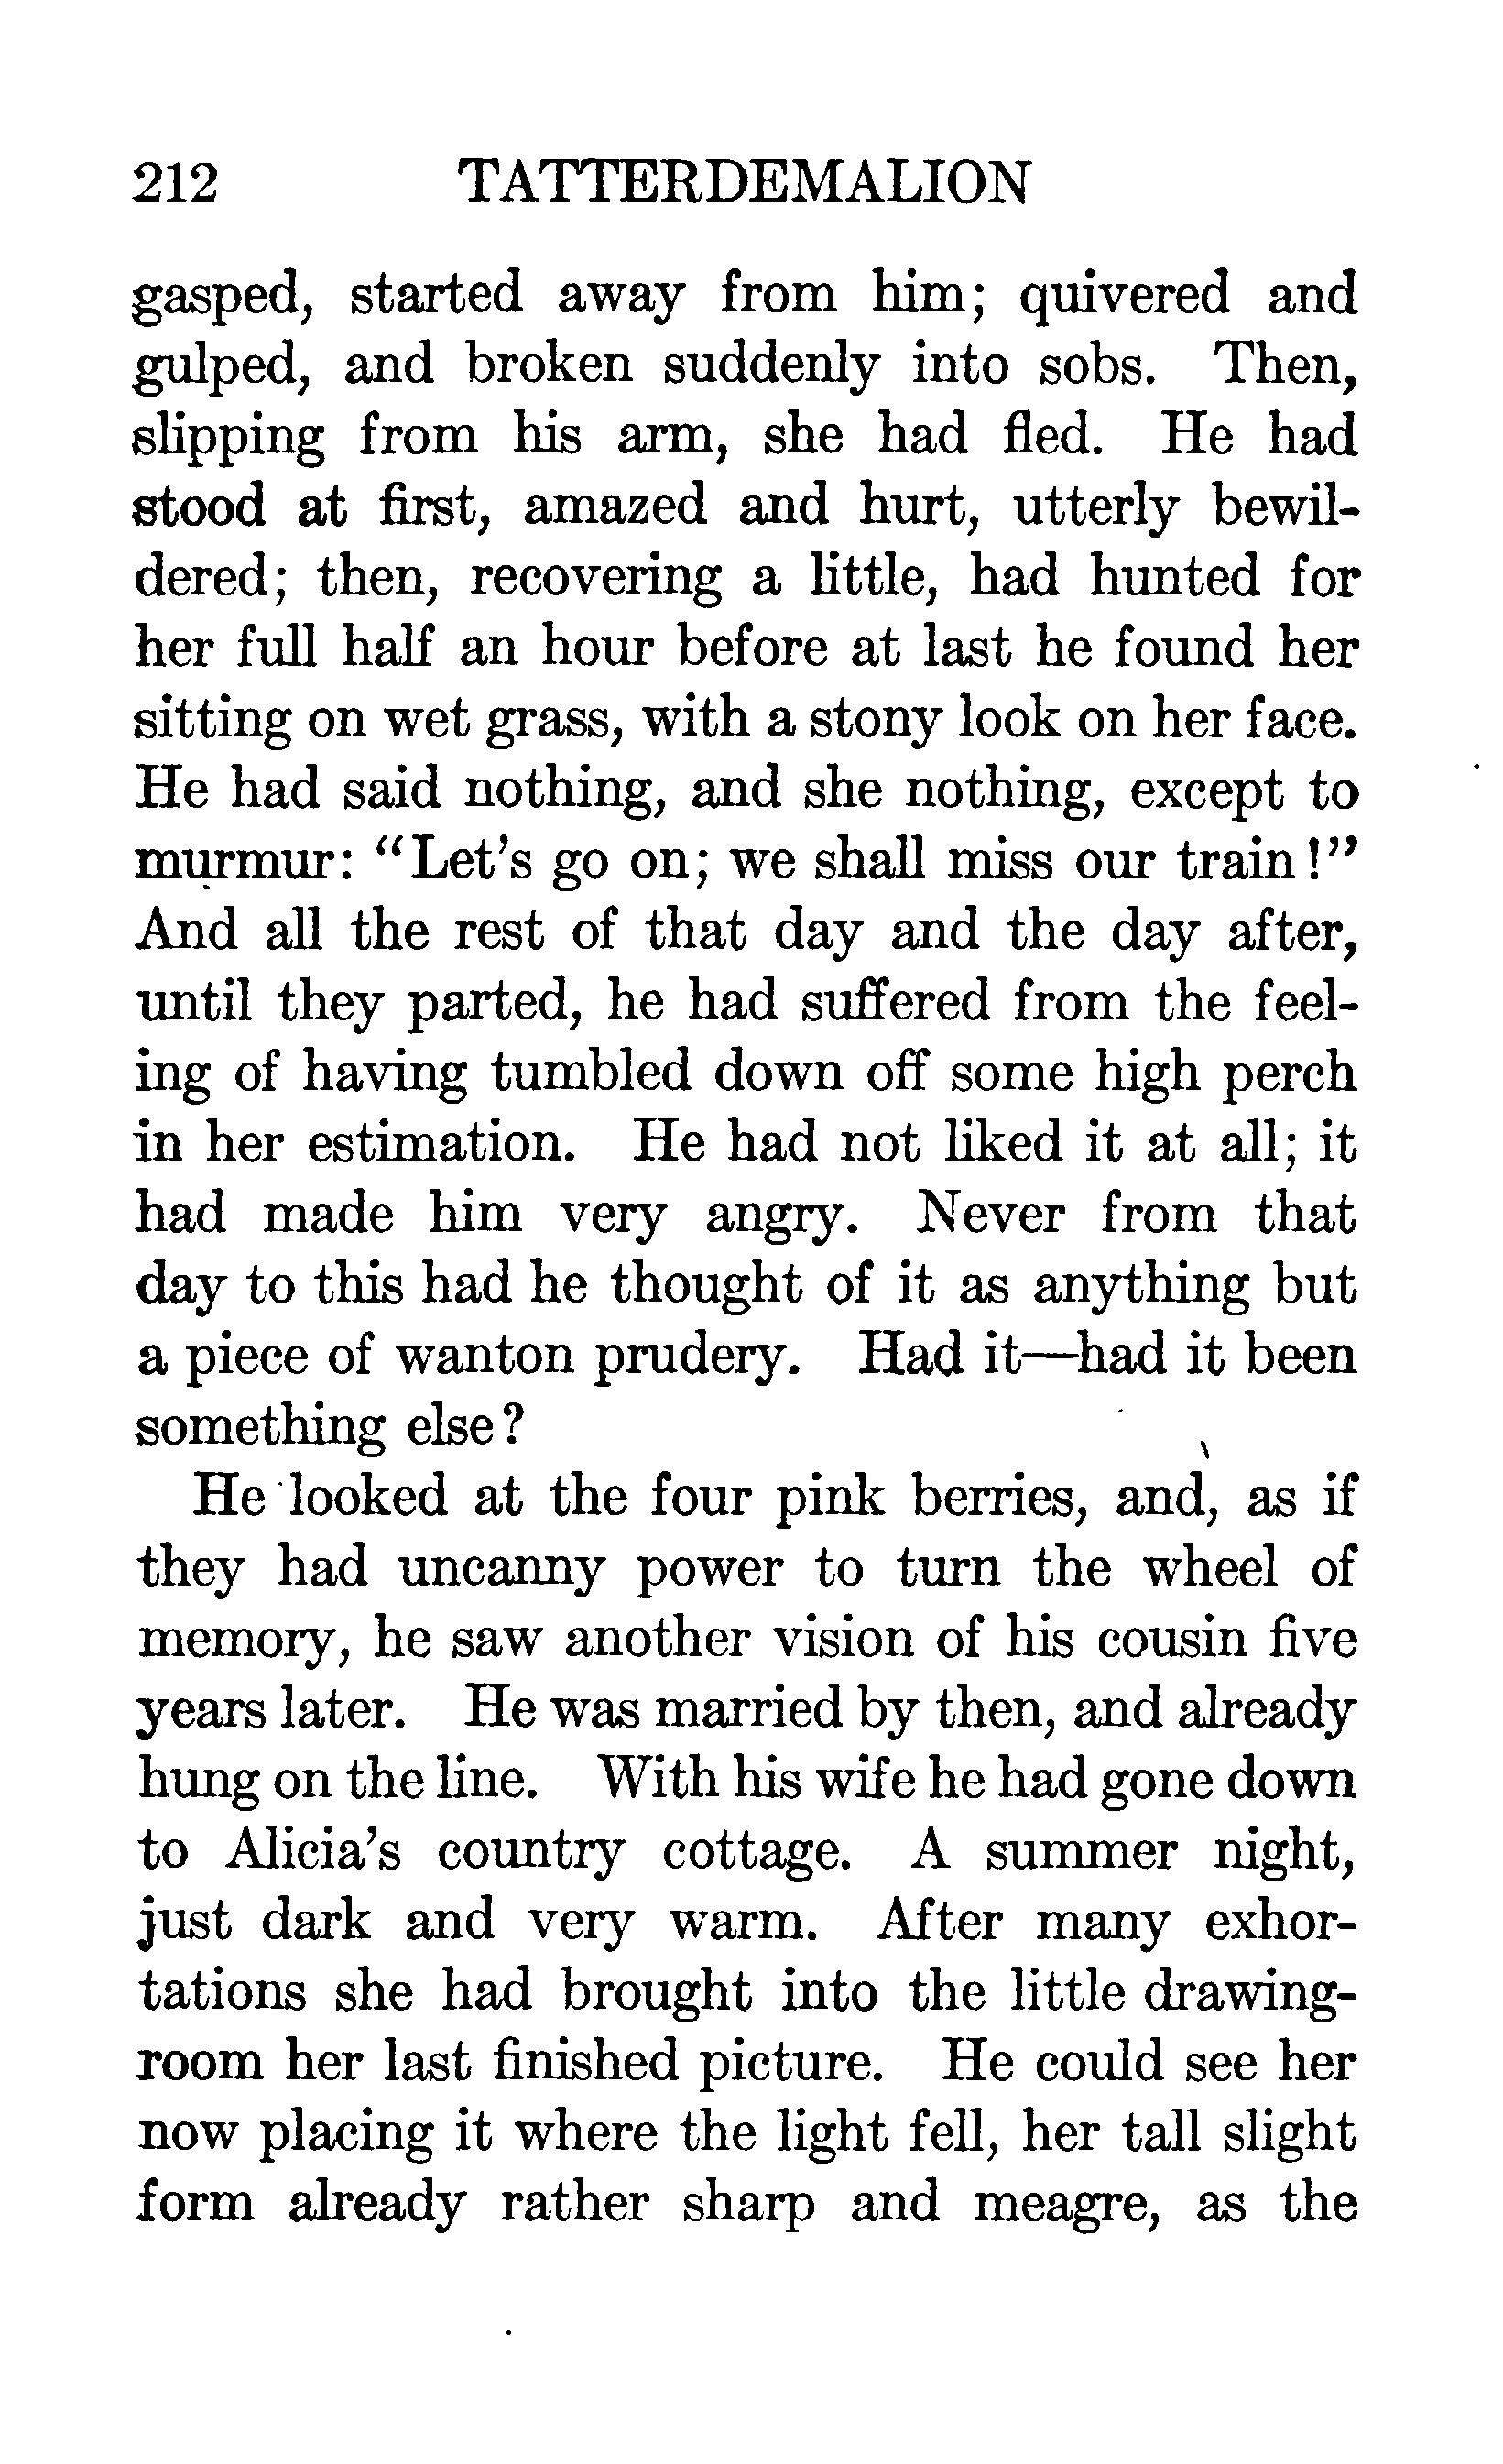 212 TATTERDEMALION
gasped, started away from him; quivered and
gulped, and broken suddenly into sobs. Then,
slipping from his arm, she had fled. He had
stood at first, amazed and hurt, utterly bewil-
dered; then, recovering a little, had hunted for
her full half an hour before at last he found her
sitting on wet grass, with a stony look on her face.
He had said nothing, and she nothing, except to
murmur: “Let’s go on; we shall miss our train!”
And all the rest of that day and the day after,
until they parted, he had suffered from the feel-
ing of having tumbled down off some high perch
in her estimation. He had not liked it at all; it
had made him very angry. Never from that
day to this had he thought of it as anything but
a piece of wanton prudery. Had it—had it been
something else?
He looked at the four pink berries, and, as if
they had uncanny power to turn the wheel of
memory, he saw another vision of his cousin five
years later. He was married by then, and already
hung on the line. With his wife he had gone down
to Alicia’s country cottage. A summer night,
just dark and very warm. After many exhor-
tations she had brought into the little drawing-
room her last finished picture. He could see her
now placing it where the light fell, her tall slight
form already rather sharp and meagre, as the